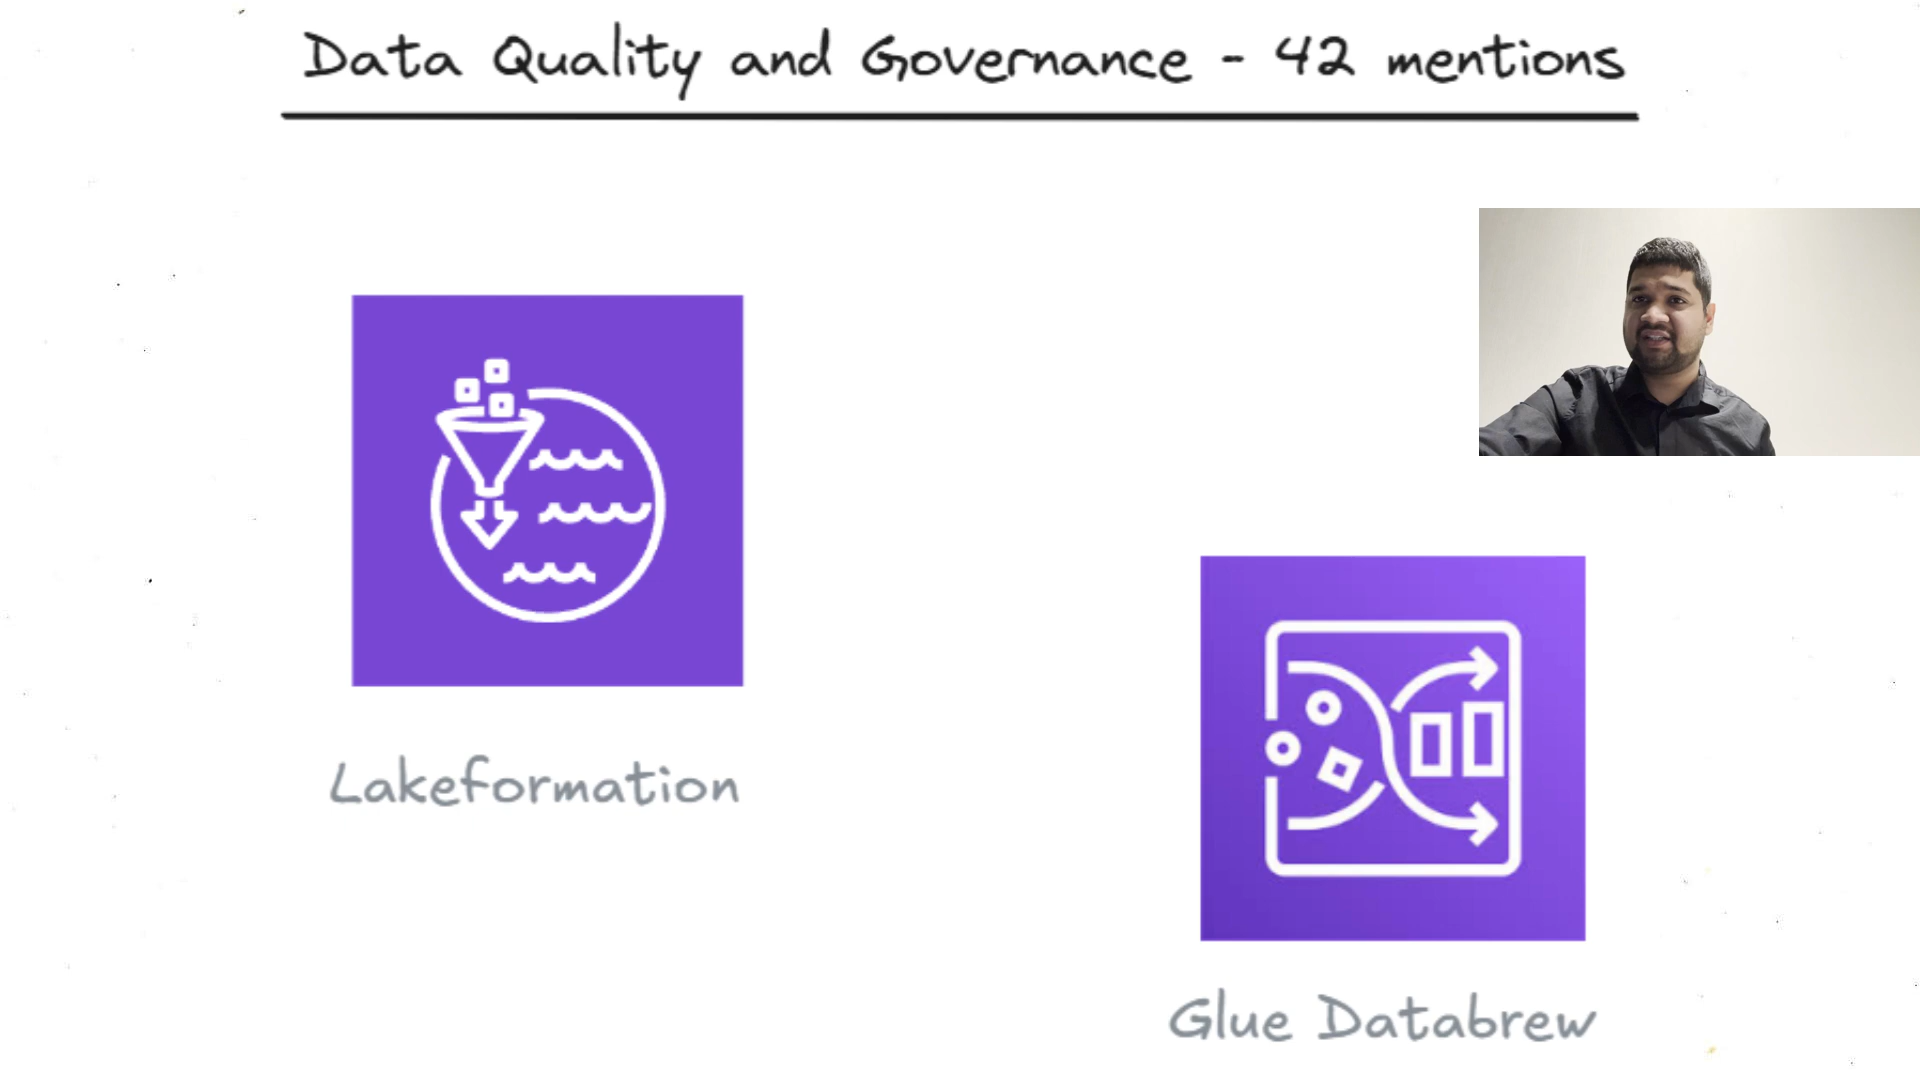 Data Quality and Governance - 42 mentions
Lakeformation
Glue Databrew